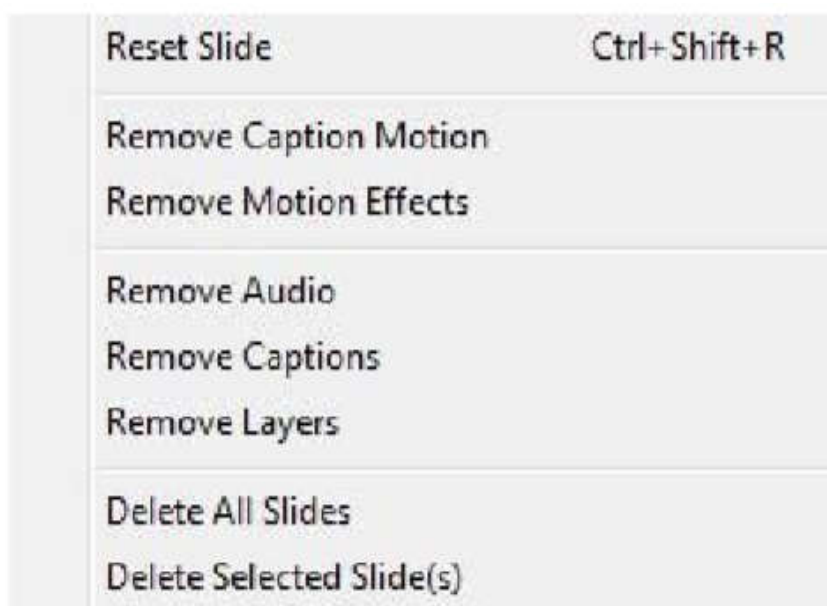 Reset Slide Ctrl+Shift+R
Remove Caption Motion
Remove Motion Effects
Remove Audio
Remove Captions
Remove Layers
Delete All Slides
Delete Selected Slide(s)